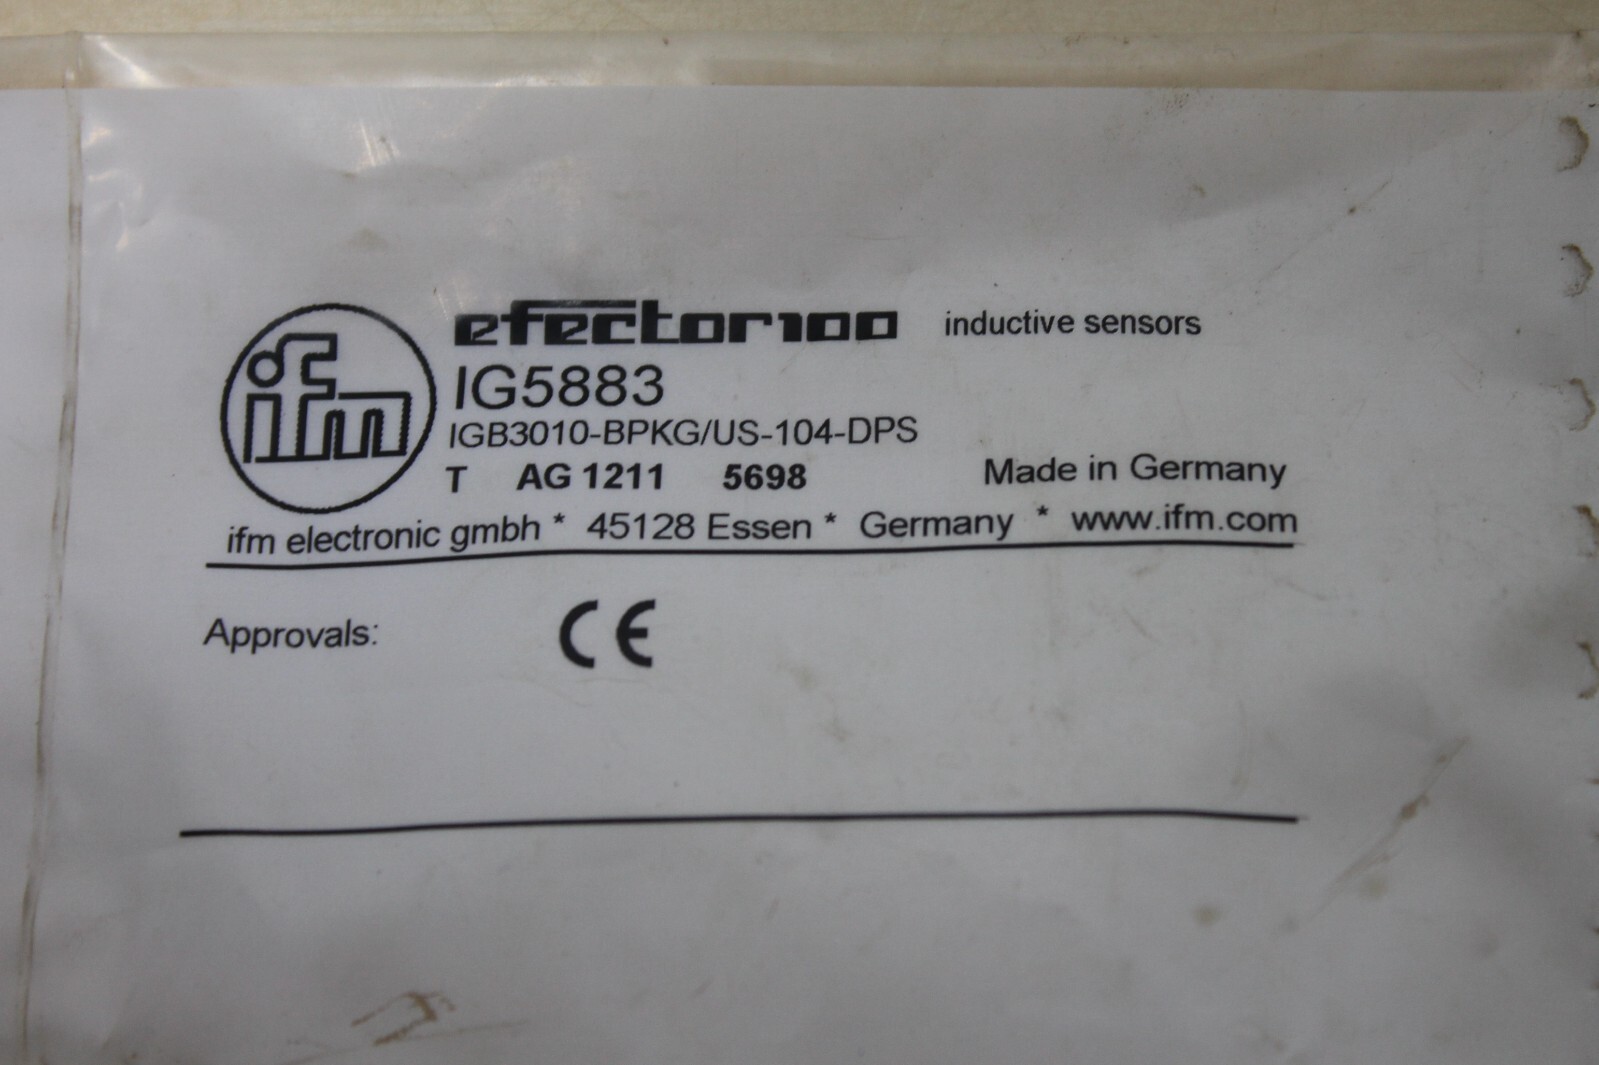 ifm
efector100 inductive sensors
IG5883
IGB3010-BPKG/US-104-DPS
T AG 1211 5698 Made in Germany
ifm electronic gmbh * 45128 Essen * Germany * www.ifm.com
Approvals: CE